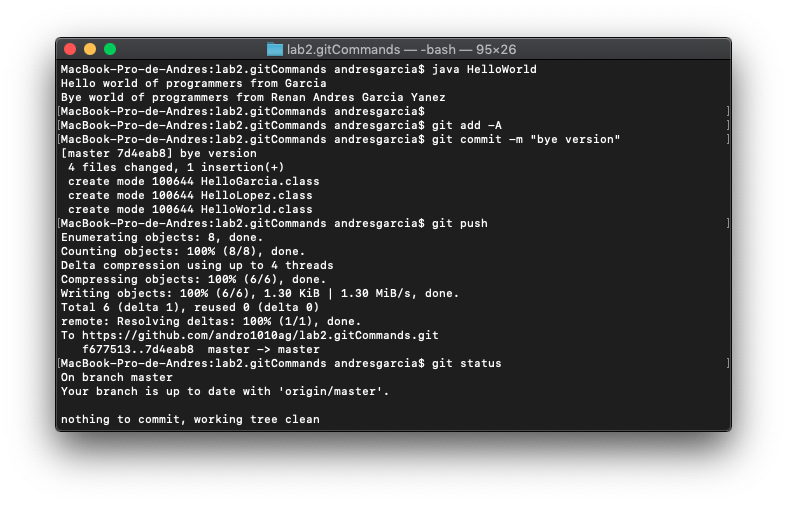 lab2.gitCommands — -bash — 95×26
MacBook-Pro-de-Andres:lab2.gitCommands andresgarcia$ java HelloWorld
Hello world of programmers from Garcia
Bye world of programmers from Renan Andres Garcia Yanez
[MacBook-Pro-de-Andres:lab2.gitCommands andresgarcia$ ]
[MacBook-Pro-de-Andres:lab2.gitCommands andresgarcia$ git add -A ]
[MacBook-Pro-de-Andres:lab2.gitCommands andresgarcia$ git commit -m "bye version" ]
[master 7d4eab8] bye version
 4 files changed, 1 insertion(+)
 create mode 100644 HelloGarcia.class
 create mode 100644 HelloLopez.class
 create mode 100644 HelloWorld.class
[MacBook-Pro-de-Andres:lab2.gitCommands andresgarcia$ git push ]
Enumerating objects: 8, done.
Counting objects: 100% (8/8), done.
Delta compression using up to 4 threads
Compressing objects: 100% (6/6), done.
Writing objects: 100% (6/6), 1.30 KiB | 1.30 MiB/s, done.
Total 6 (delta 1), reused 0 (delta 0)
remote: Resolving deltas: 100% (1/1), done.
To https://github.com/andro1010ag/lab2.gitCommands.git
   f677513..7d4eab8  master -> master
[MacBook-Pro-de-Andres:lab2.gitCommands andresgarcia$ git status ]
On branch master
Your branch is up to date with 'origin/master'.

nothing to commit, working tree clean